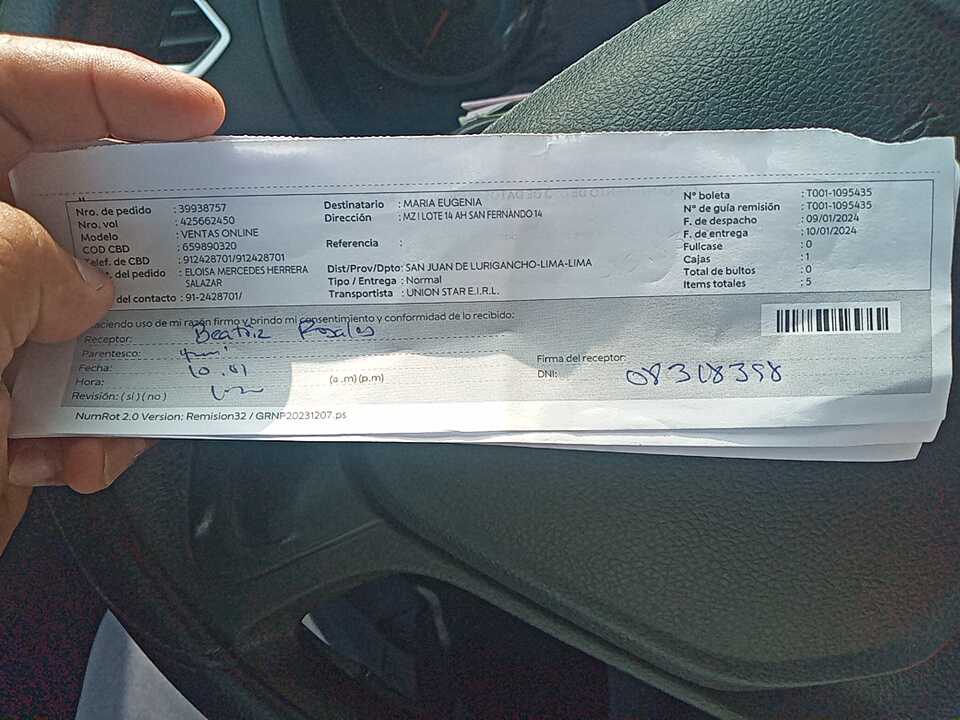 Nro. de pedido : 39938757
Nro. vol : 425662450
Modelo : VENTAS ONLINE
COD CBD : 659890320
Telef. de CBD : 912428701/912428701
del pedido : ELOISA MERCEDES HERRERA
SALAZAR
del contacto : 91-2428701/
Destinatario : MARIA EUGENIA
Dirección : MZ I LOTE 14 AH SAN FERNANDO 14
Referencia :
Dist/Prov/Dpto: SAN JUAN DE LURIGANCHO-LIMA-LIMA
Tipo / Entrega : Normal
Transportista : UNION STAR E.I.R.L.
N° boleta : T001-1095435
N° de guía remisión : T001-1095435
F. de despacho : 09/01/2024
F. de entrega : 10/01/2024
Fullcase : 0
Cajas : 1
Total de bultos : 0
Items totales : 5
aciendo uso de mi razón firmo y brindo mi consentimiento y conformidad de lo recibido:
Receptor: Beatriz Rosales
Parentesco:
Fecha: 10.01
Hora: (a.m) (p.m)
Revisión: (si) (no)
Firma del receptor:
DNI: 08318398
NumRot 2.0 Version: Remision32 / GRNP20231207.ps